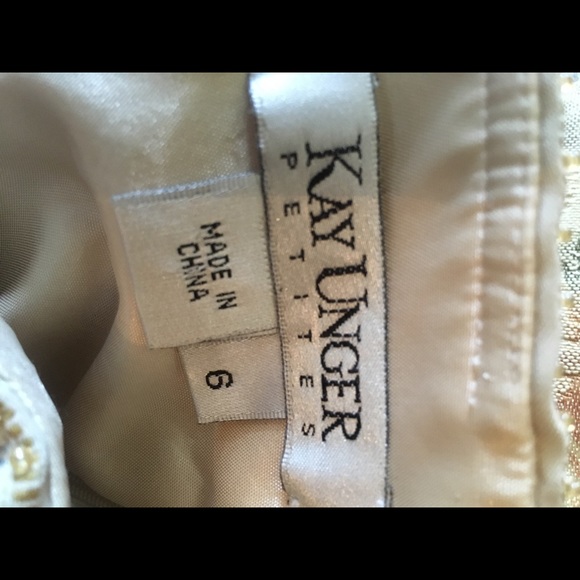 KAY UNGER
PETITES
MADE IN
CHINA
6